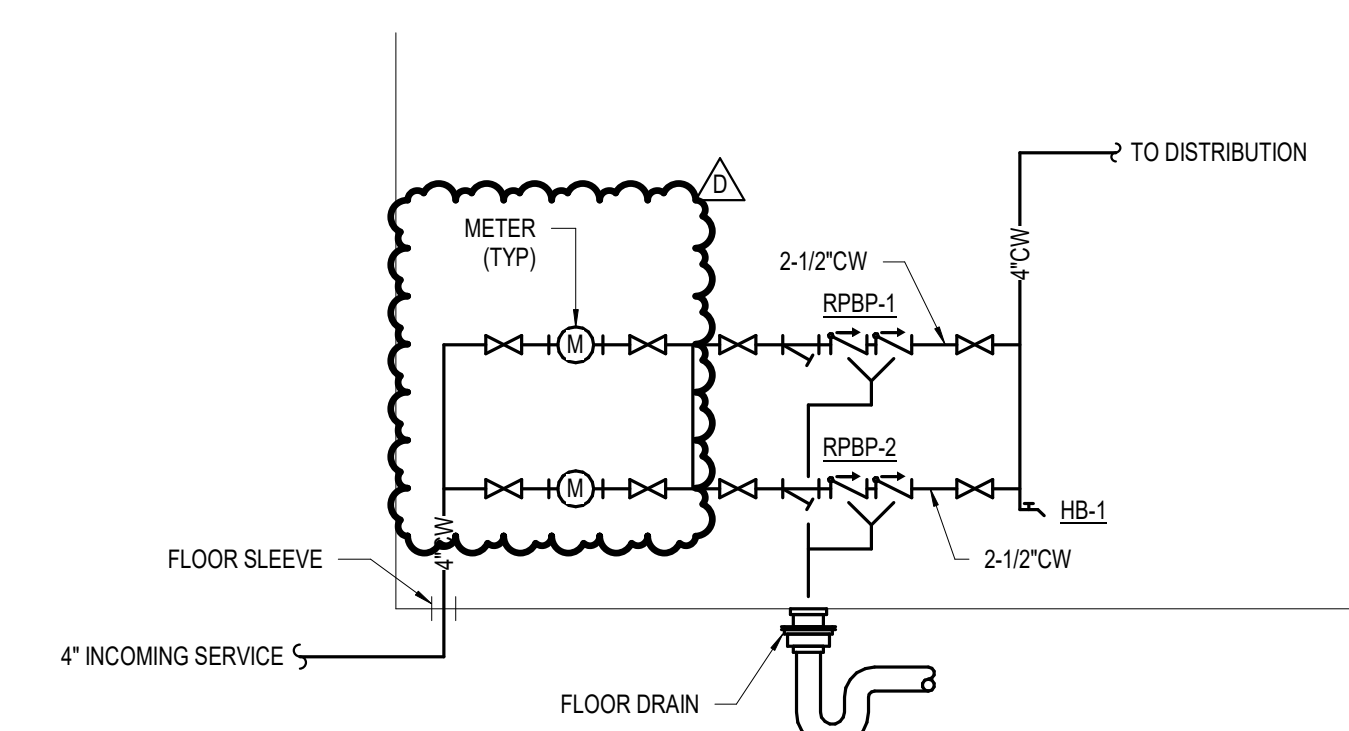 TO DISTRIBUTION
D
METER
(TYP)
4"CW
2-1/2"CW
RPBP-1
M
RPBP-2
M
HB-1
4"CW
FLOOR SLEEVE
2-1/2"CW
4" INCOMING SERVICE
FLOOR DRAIN